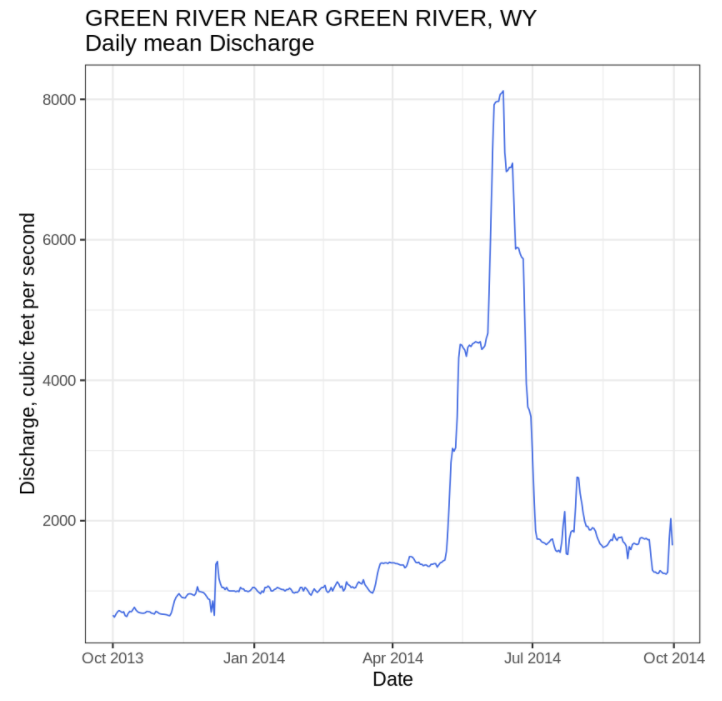 GREEN RIVER NEAR GREEN RIVER, WY
Daily mean Discharge
Discharge, cubic feet per second
8000
6000
4000
2000
Oct 2013
Jan 2014
Apr 2014
Jul 2014
Oct 2014
Date